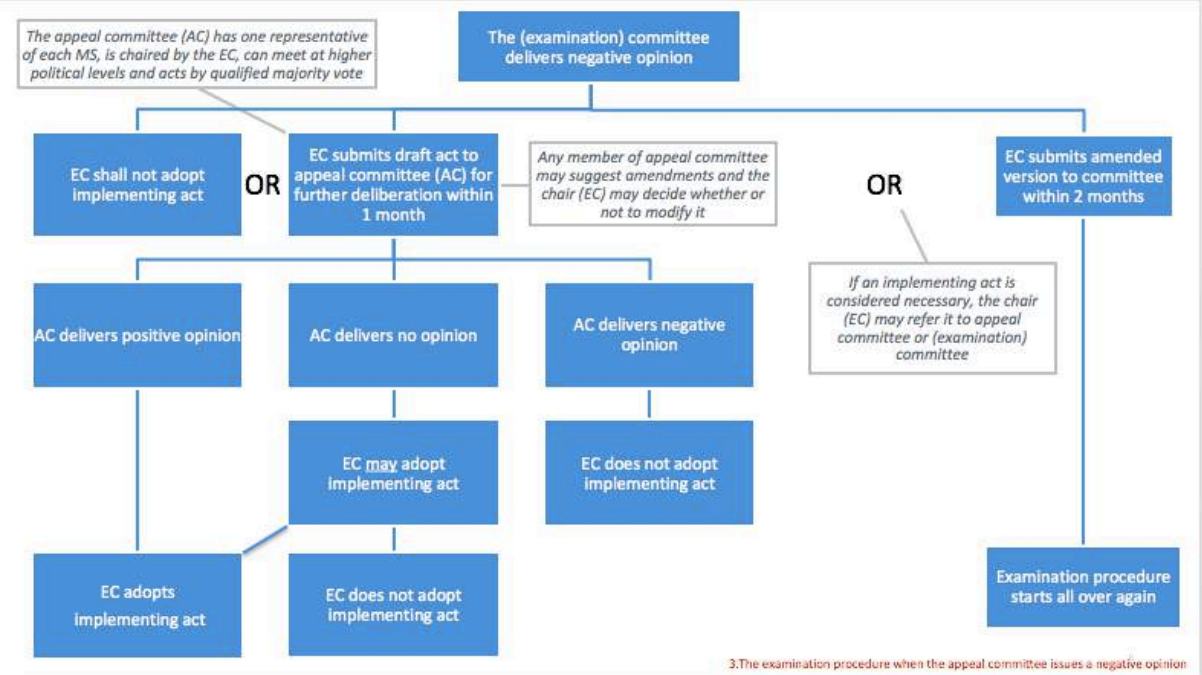 The appeal committee (AC) has one representative
of each MS, is chaired by the EC, can meet at higher
political levels and acts by qualified majority vote
The (examination) committee
delivers negative opinion
EC shall not adopt
implementing act
OR
EC submits draft act to
appeal committee (AC) for
further deliberation within
1 month
Any member of appeal committee
may suggest amendments and the
chair (EC) may decide whether or
not to modify it
OR
EC submits amended
version to committee
within 2 months
If an implementing act is
considered necessary, the chair
(EC) may refer it to appeal
committee or (examination)
committee
AC delivers positive opinion
AC delivers no opinion
AC delivers negative
opinion
EC may adopt
implementing act
EC does not adopt
implementing act
EC adopts
implementing act
EC does not adopt
implementing act
Examination procedure
starts all over again
3.The examination procedure when the appeal committee issues a negative opinion